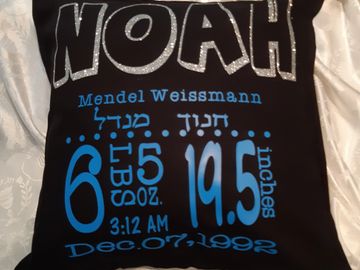 NOAH
Mendel Weissmann
חנוך מנדל
6 LBS 5 OZ. 19.5 inches
3:12 AM
Dec.07,1992